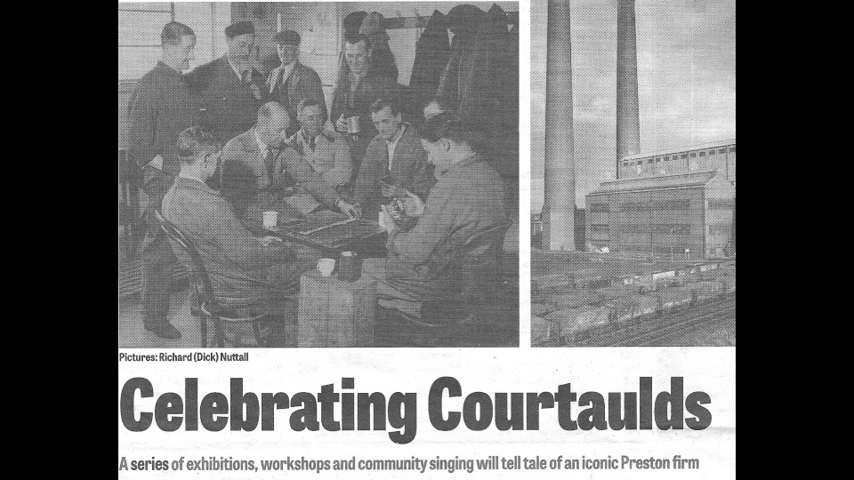 Pictures: Richard (Dick) Nuttall
Celebrating Courtaulds
A series of exhibitions, workshops and community singing will tell tale of an iconic Preston firm